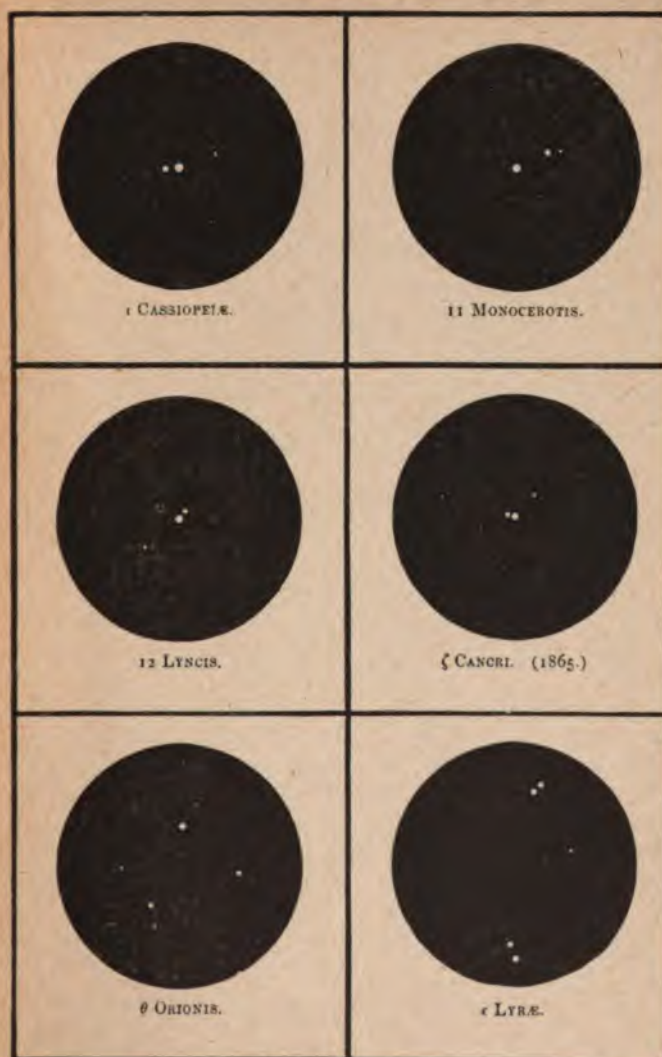 ι CASSIOPEIÆ.
11 MONOCEROTIS.
12 LYNCIS.
ζ CANCRI. (1865.)
θ ORIONIS.
ε LYRÆ.